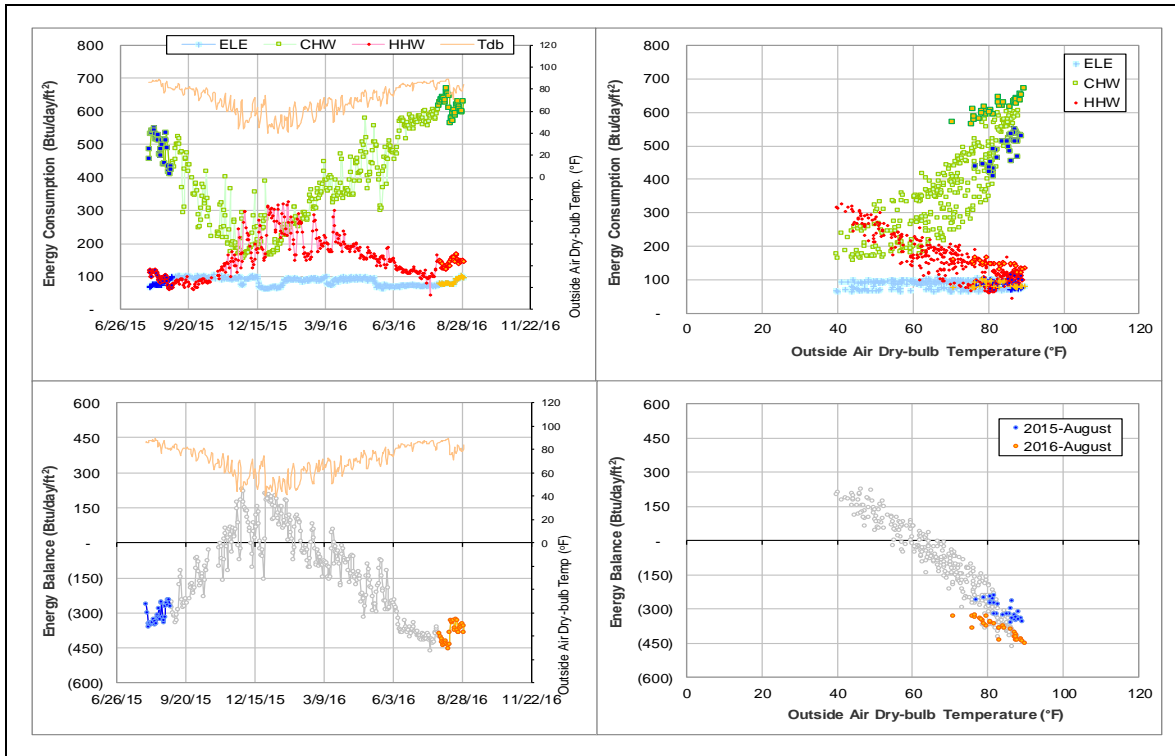 ELE CHW HHW Tdb
Energy Consumption (Btu/day/ft²)
800
700
600
500
400
300
200
100
-
120
100
80
60
40
20
0
Outside Air Dry-bulb Temp. (°F)
6/26/15 9/20/15 12/15/15 3/9/16 6/3/16 8/28/16 11/22/16
Energy Consumption (Btu/day/ft²)
800
700
600
500
400
300
200
100
-
ELE
CHW
HHW
0 20 40 60 80 100 120
Outside Air Dry-bulb Temperature (°F)
Energy Balance (Btu/day/ft²)
600
450
300
150
-
(150)
(300)
(450)
(600)
120
100
80
60
40
20
0
Outside Air Dry-bulb Temp (°F)
6/26/15 9/20/15 12/15/15 3/9/16 6/3/16 8/28/16 11/22/16
Energy Balance (Btu/day/ft²)
600
450
300
150
-
(150)
(300)
(450)
(600)
2015-August
2016-August
0 20 40 60 80 100 120
Outside Air Dry-bulb Temperature (°F)